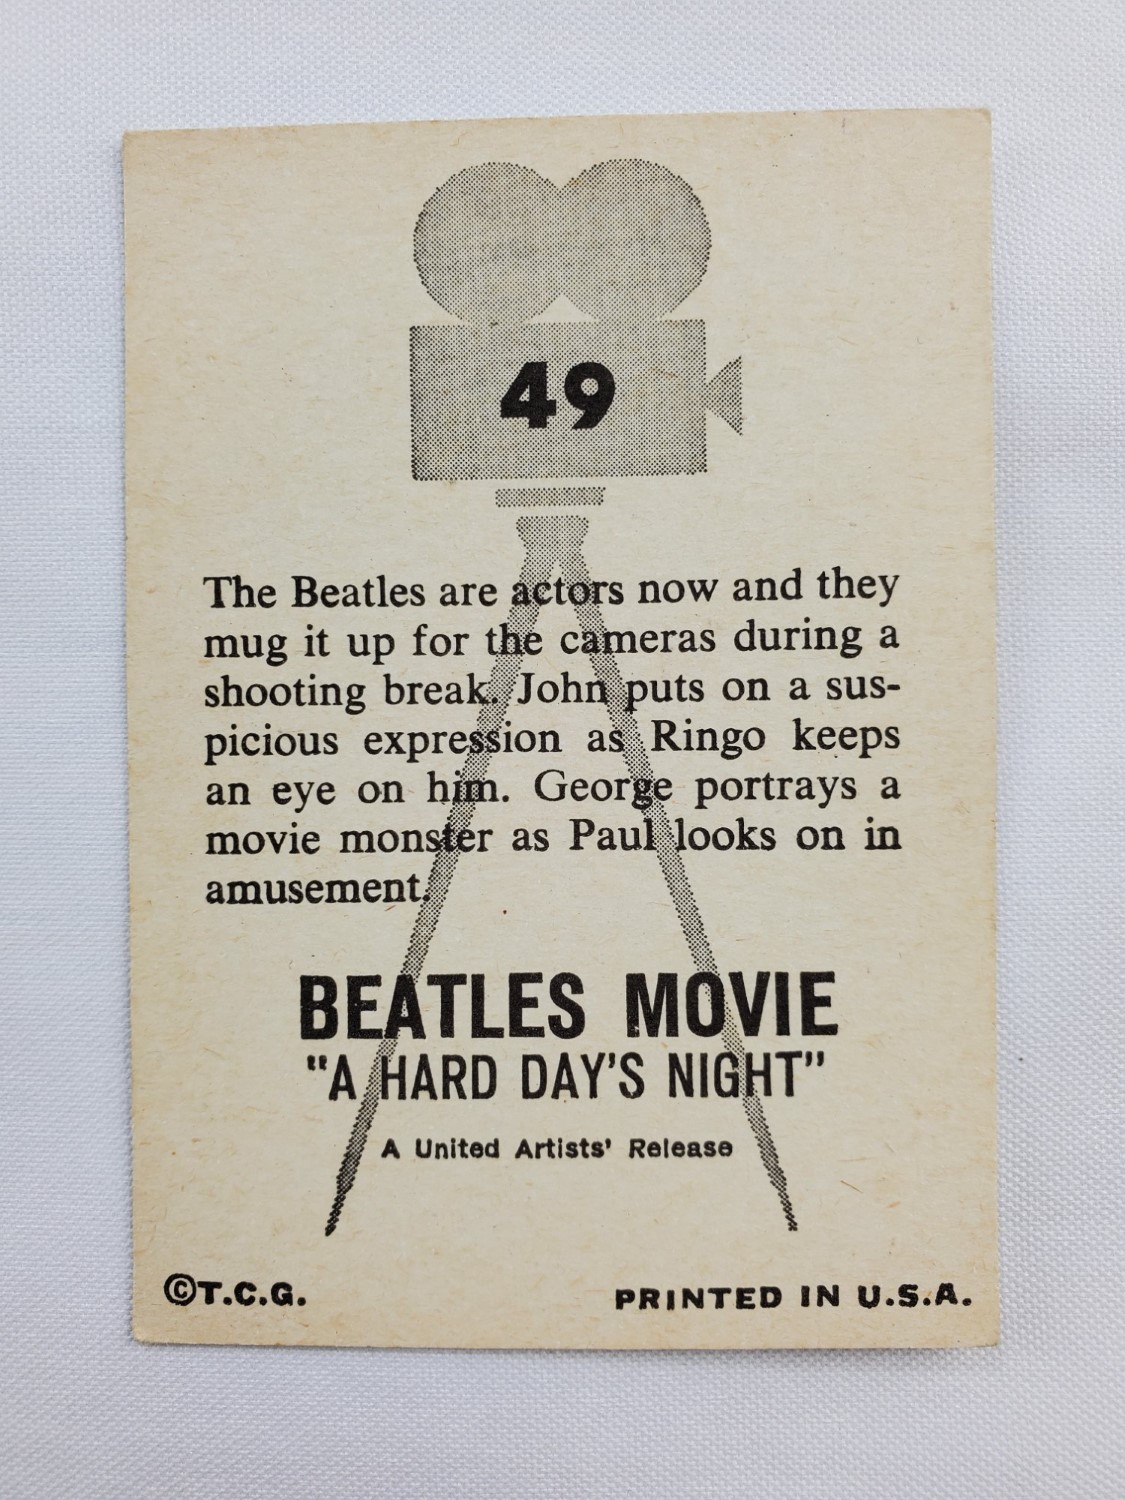 49
The Beatles are actors now and they
mug it up for the cameras during a
shooting break. John puts on a sus-
picious expression as Ringo keeps
an eye on him. George portrays a
movie monster as Paul looks on in
amusement.
BEATLES MOVIE
"A HARD DAY'S NIGHT"
A United Artists' Release
©T.C.G. PRINTED IN U.S.A.